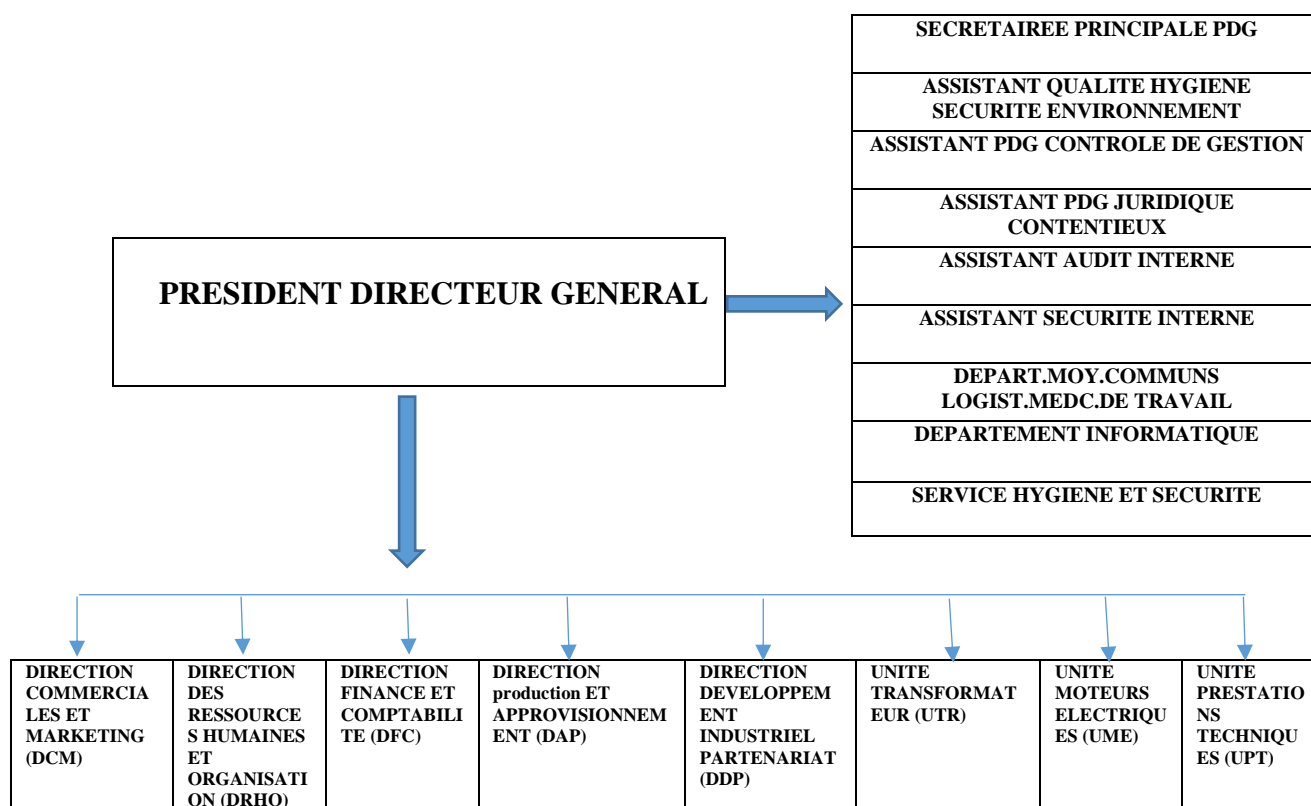 SECRETAIREE PRINCIPALE PDG
ASSISTANT QUALITE HYGIENE
SECURITE ENVIRONNEMENT
ASSISTANT PDG CONTROLE DE GESTION
ASSISTANT PDG JURIDIQUE
CONTENTIEUX
ASSISTANT AUDIT INTERNE
ASSISTANT SECURITE INTERNE
DEPART.MOY.COMMUNS
LOGIST.MEDC.DE TRAVAIL
DEPARTEMENT INFORMATIQUE
SERVICE HYGIENE ET SECURITE
PRESIDENT DIRECTEUR GENERAL
DIRECTION
COMMERCIA
LES ET
MARKETING
(DCM)
DIRECTION
DES
RESSOURCE
S HUMAINES
ET
ORGANISATI
ON (DRHO)
DIRECTION
FINANCE ET
COMPTABILI
TE (DFC)
DIRECTION
production ET
APPROVISIONNEM
ENT (DAP)
DIRECTION
DEVELOPPEM
ENT
INDUSTRIEL
PARTENARIAT
(DDP)
UNITE
TRANSFORMAT
EUR (UTR)
UNITE
MOTEURS
ELECTRIQU
ES (UME)
UNITE
PRESTATIO
NS
TECHNIQU
ES (UPT)